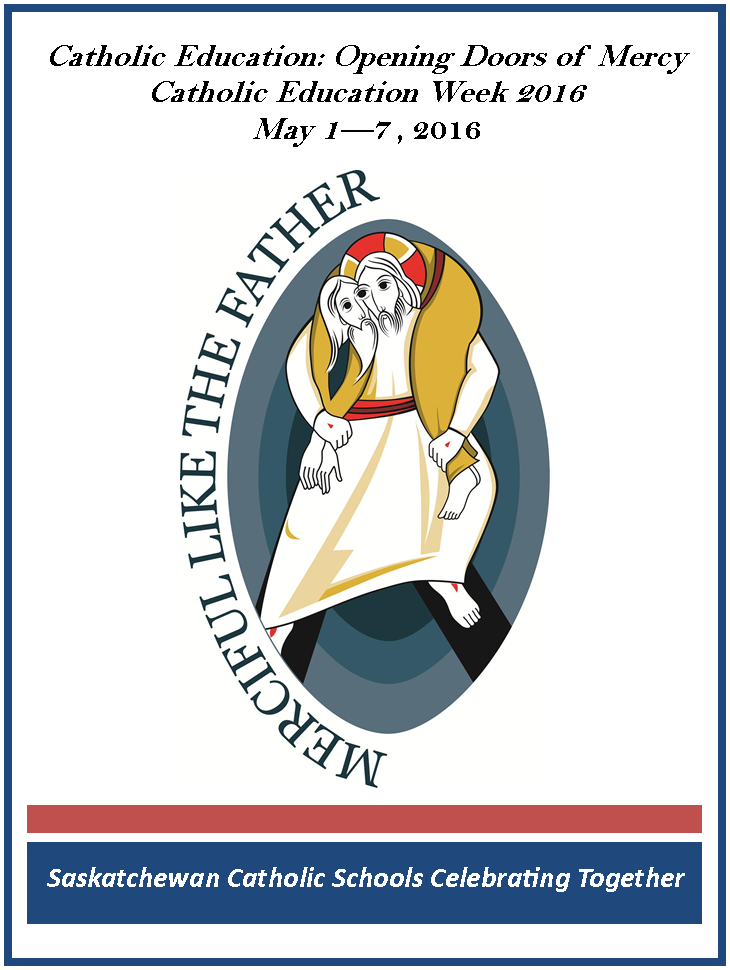 Catholic Education: Opening Doors of Mercy
Catholic Education Week 2016
May 1—7 , 2016
MERCIFUL LIKE THE FATHER
Saskatchewan Catholic Schools Celebrating Together